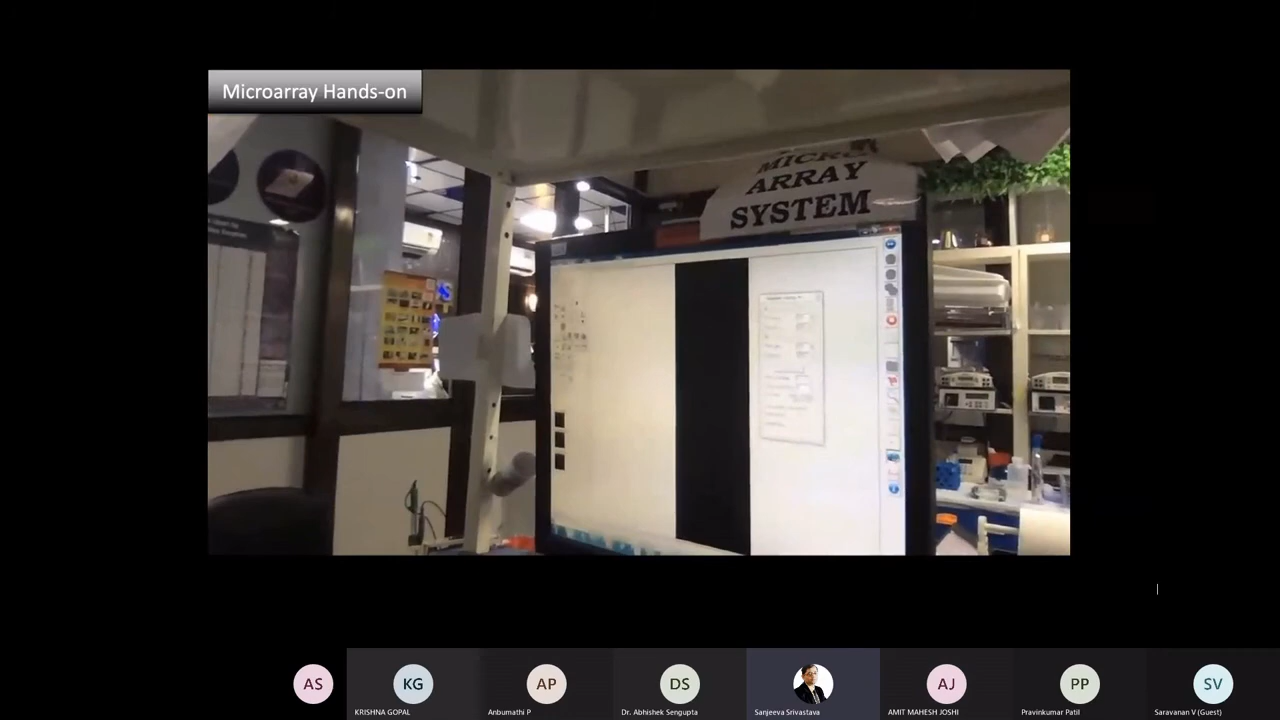 Microarray Hands-on
MICRO
ARRAY
SYSTEM
AS
KG
AP
DS
AJ
PP
SV
KRISHNA GOPAL
Anbumathi P
Dr. Abhishek Sengupta
Sanjeeva Srivastava
AMIT MAHESH JOSHI
Pravinkumar Patil
Saravanan V (Guest)